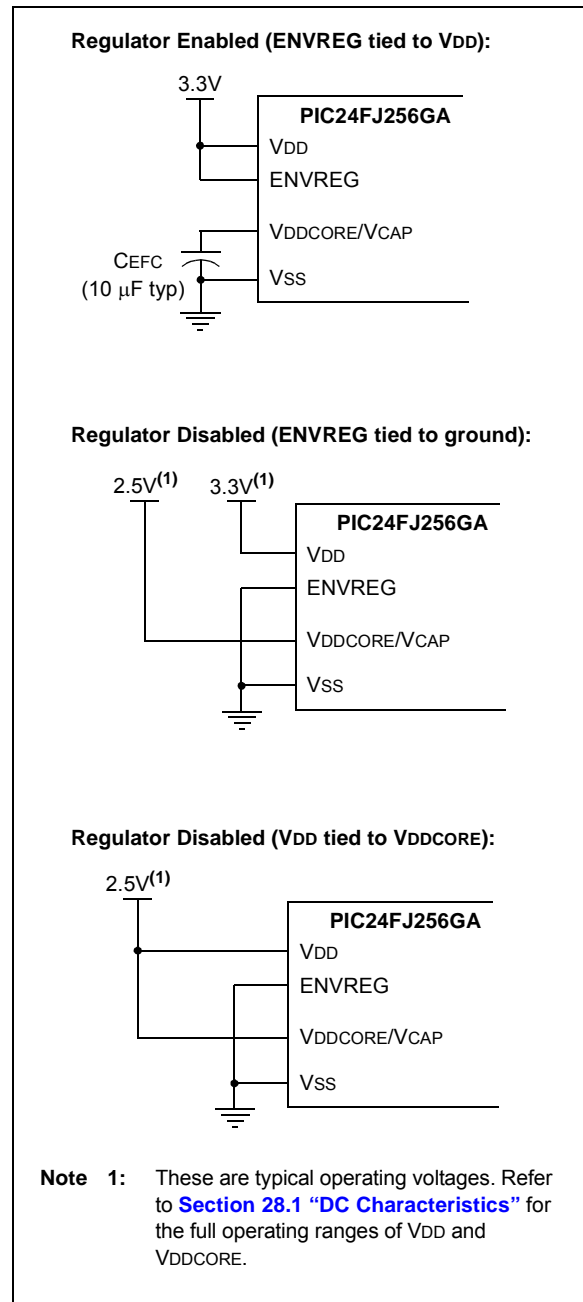 Regulator Enabled (ENVREG tied to VDD):
3.3V
PIC24FJ256GA
VDD
ENVREG
VDDCORE/VCAP
CEFC
(10 μF typ)
VSS
Regulator Disabled (ENVREG tied to ground):
2.5V(1) 3.3V(1)
PIC24FJ256GA
VDD
ENVREG
VDDCORE/VCAP
VSS
Regulator Disabled (VDD tied to VDDCORE):
2.5V(1)
PIC24FJ256GA
VDD
ENVREG
VDDCORE/VCAP
VSS
Note 1: These are typical operating voltages. Refer
to Section 28.1 “DC Characteristics” for
the full operating ranges of VDD and
VDDCORE.